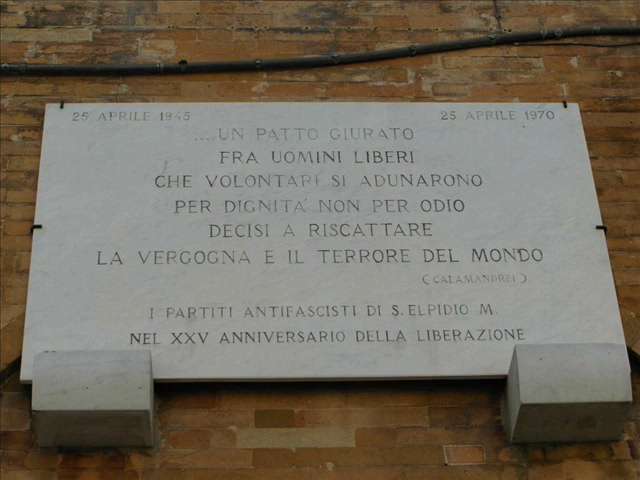 25 APRILE 1945 25 APRILE 1970
...UN PATTO GIURATO
FRA UOMINI LIBERI
CHE VOLONTARI SI ADUNARONO
PER DIGNITA' NON PER ODIO
DECISI A RISCATTARE
LA VERGOGNA E IL TERRORE DEL MONDO
(CALAMANDREI)
I PARTITI ANTIFASCISTI DI S. ELPIDIO M.
NEL XXV ANNIVERSARIO DELLA LIBERAZIONE